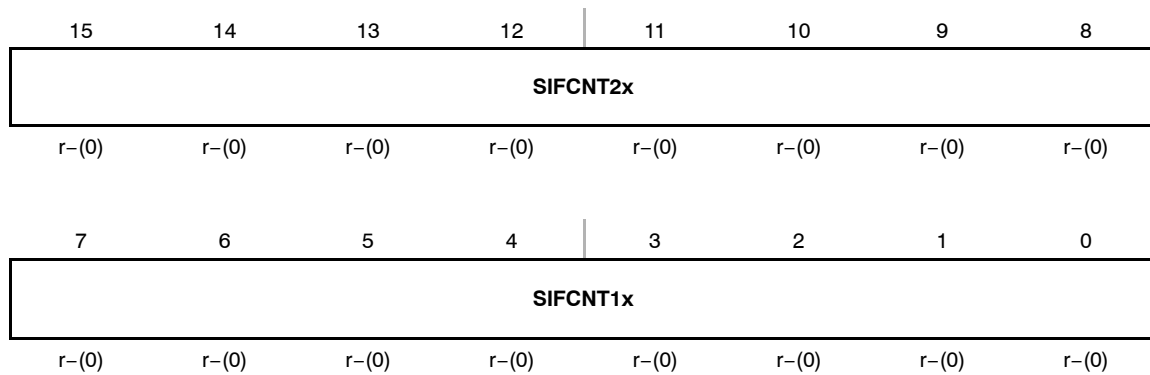 15 14 13 12 11 10 9 8
SIFCNT2x
r−(0) r−(0) r−(0) r−(0) r−(0) r−(0) r−(0) r−(0)
7 6 5 4 3 2 1 0
SIFCNT1x
r−(0) r−(0) r−(0) r−(0) r−(0) r−(0) r−(0) r−(0)